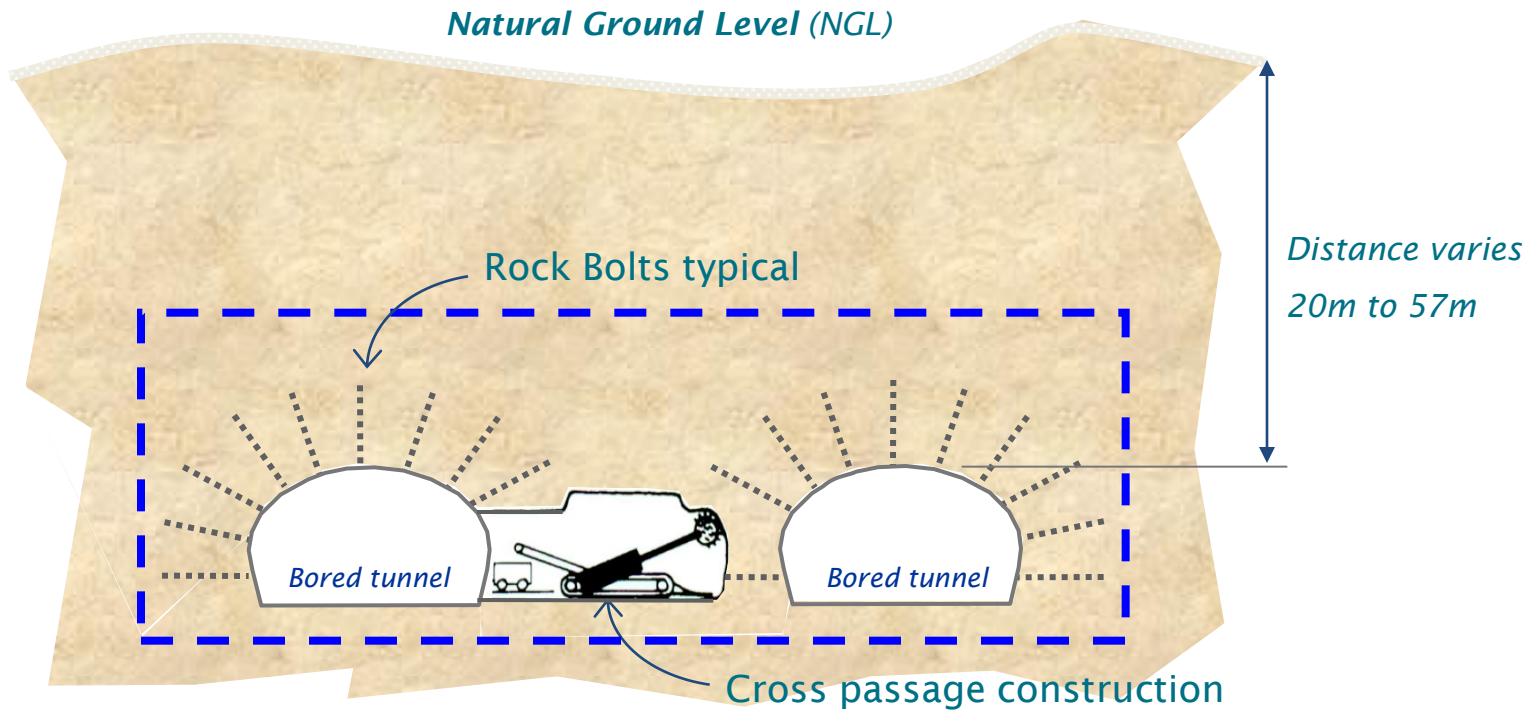 Natural Ground Level (NGL)
Rock Bolts typical
Distance varies
20m to 57m
Bored tunnel
Bored tunnel
Cross passage construction